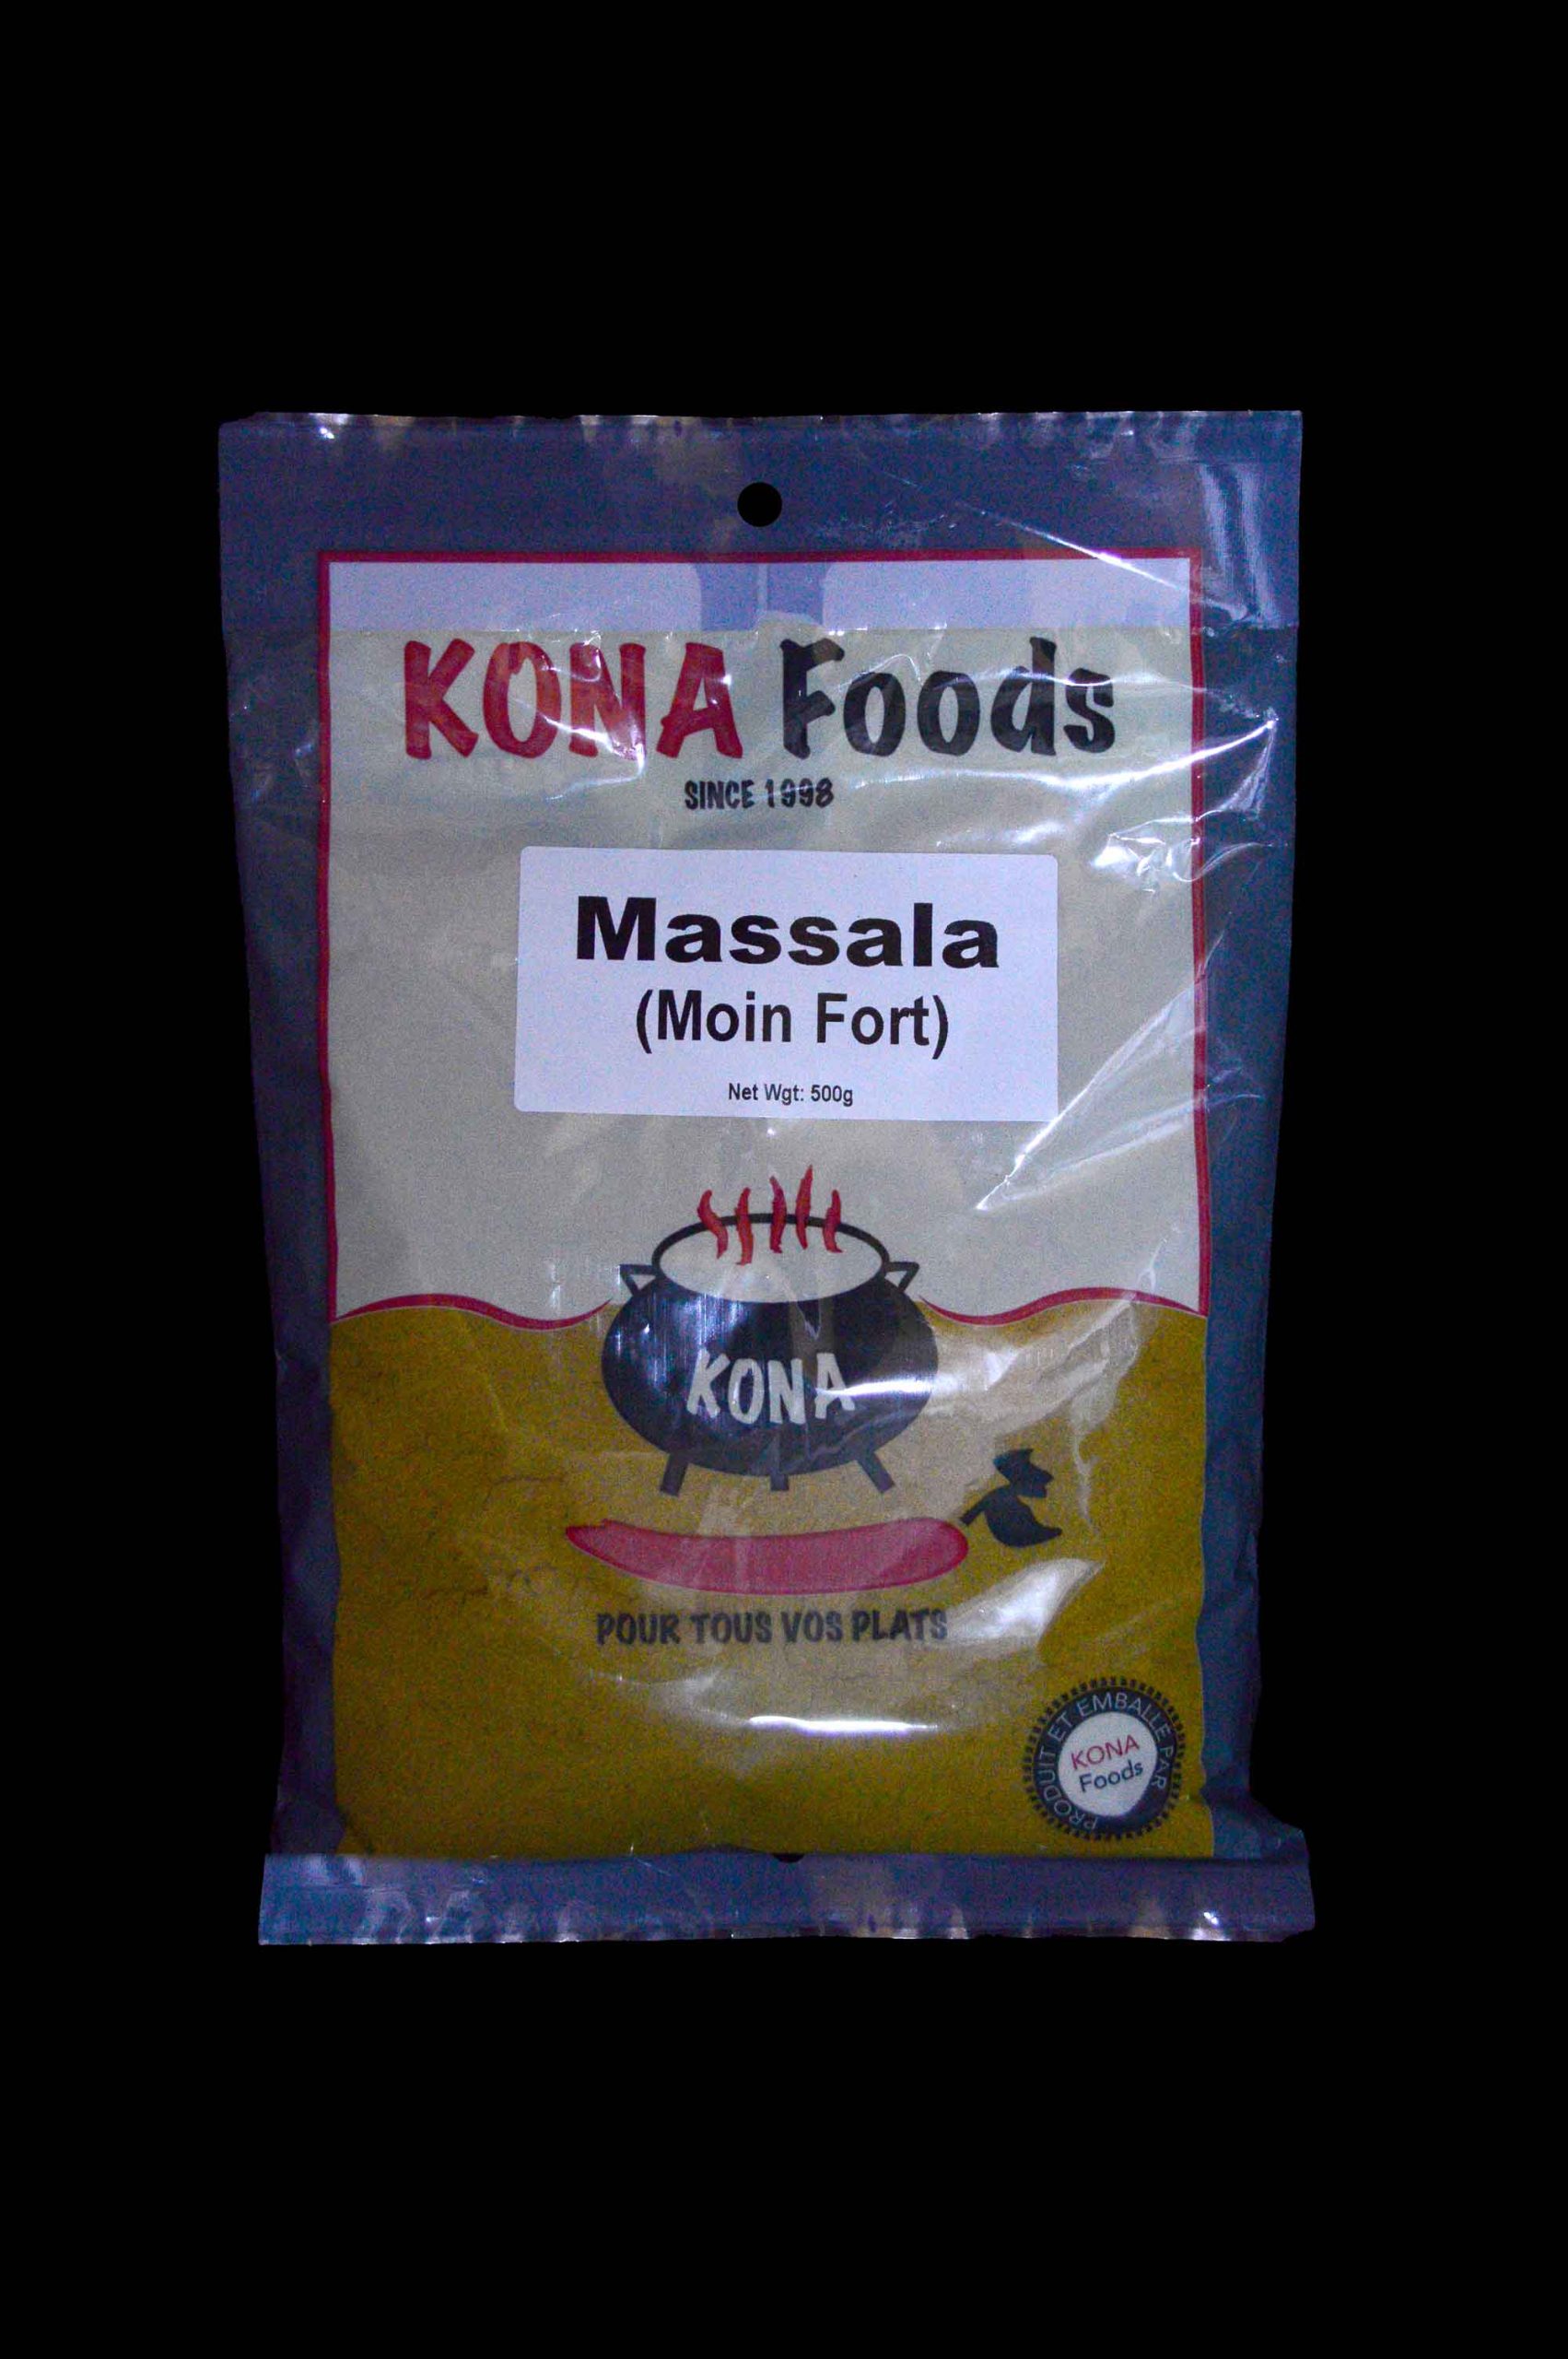 KONA Foods
SINCE 1998
Massala
(Moin Fort)
Net Wgt: 500g
KONA
POUR TOUS VOS PLATS
PRODUIT ET EMBALLE PAR
KONA
Foods